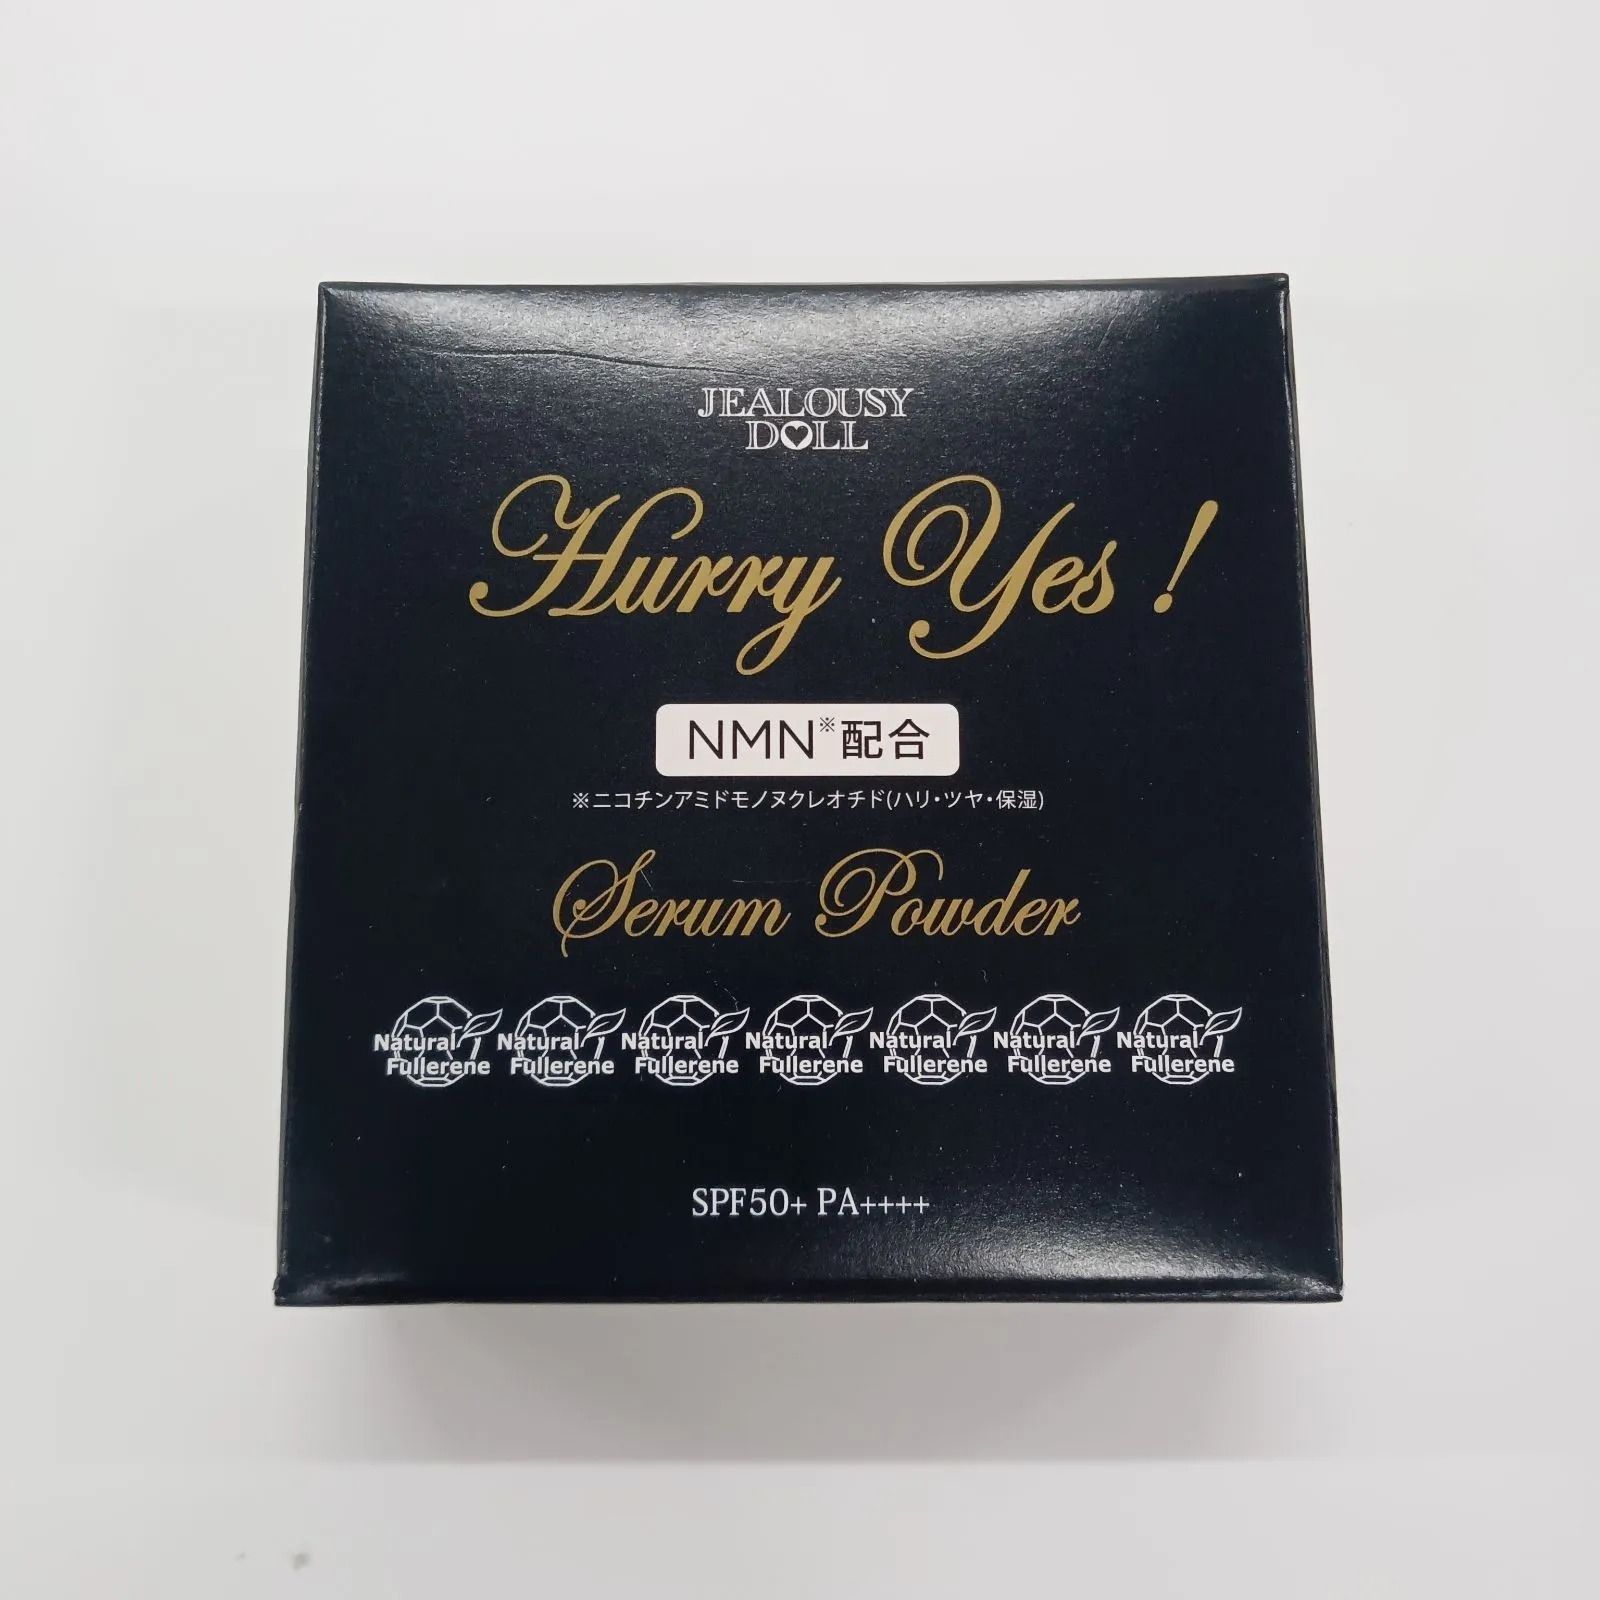 JEALOUSY
DOLL
Hurry Yes!
NMN※配合
※ニコチンアミドモノヌクレオチド(ハリ・ツヤ・保湿)
Serum Powder
Natural Natural Natural Natural Natural Natural Natural
Fullerene Fullerene Fullerene Fullerene Fullerene Fullerene Fullerene
SPF50+ PA++++